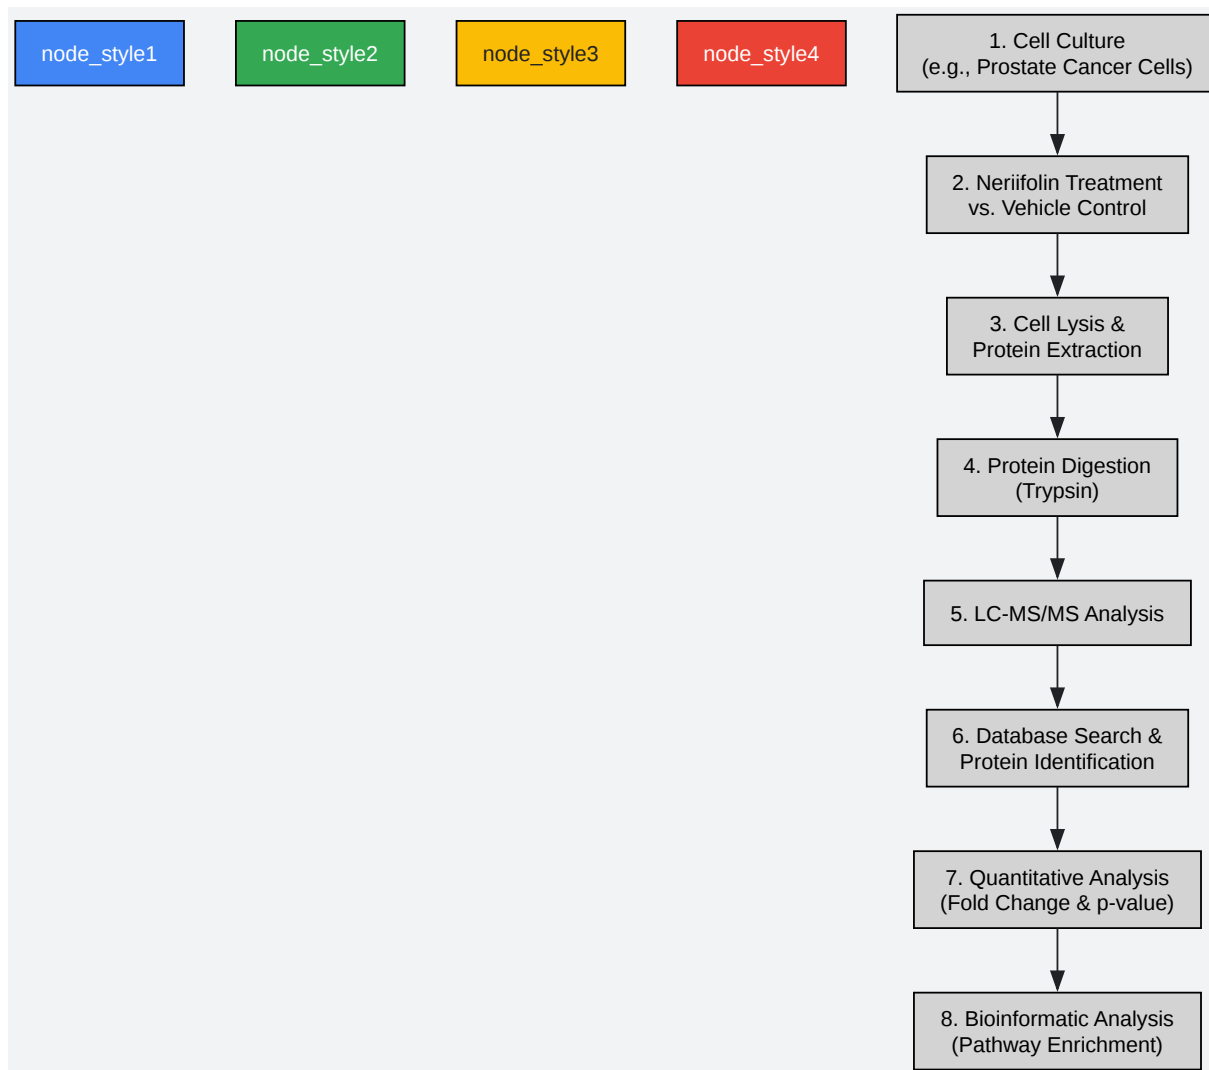 node_style1
node_style2
node_style3
node_style4
1. Cell Culture
(e.g., Prostate Cancer Cells)
2. Neriifolin Treatment
vs. Vehicle Control
3. Cell Lysis &
Protein Extraction
4. Protein Digestion
(Trypsin)
5. LC-MS/MS Analysis
6. Database Search &
Protein Identification
7. Quantitative Analysis
(Fold Change & p-value)
8. Bioinformatic Analysis
(Pathway Enrichment)